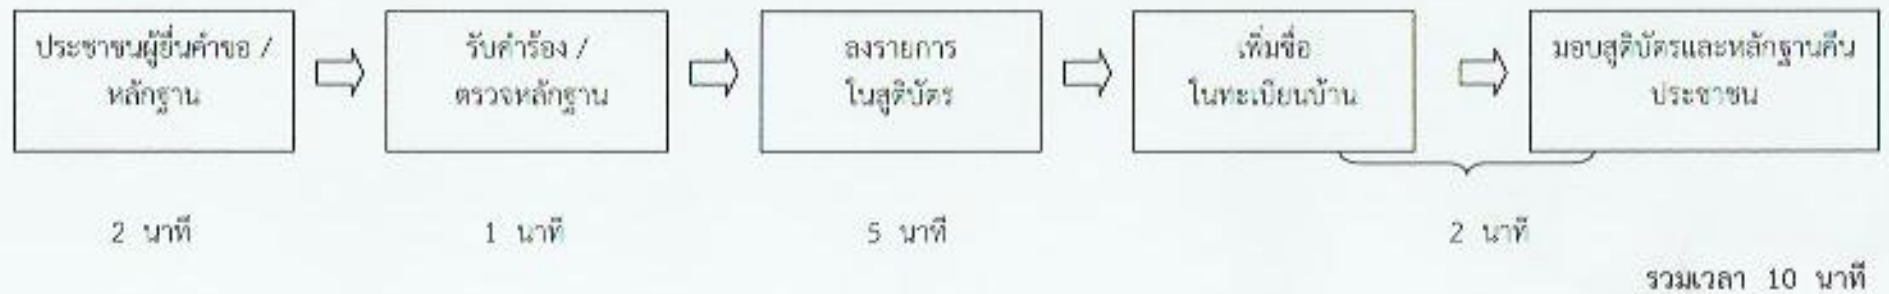 ประชาชนผู้ยื่นคำขอ /
หลักฐาน
รับคำร้อง /
ตรวจหลักฐาน
ลงรายการ
ในสูติบัตร
เพิ่มชื่อ
ในทะเบียนบ้าน
มอบสูติบัตรและหลักฐานคืน
ประชาชน
2 นาที
1 นาที
5 นาที
2 นาที
รวมเวลา 10 นาที